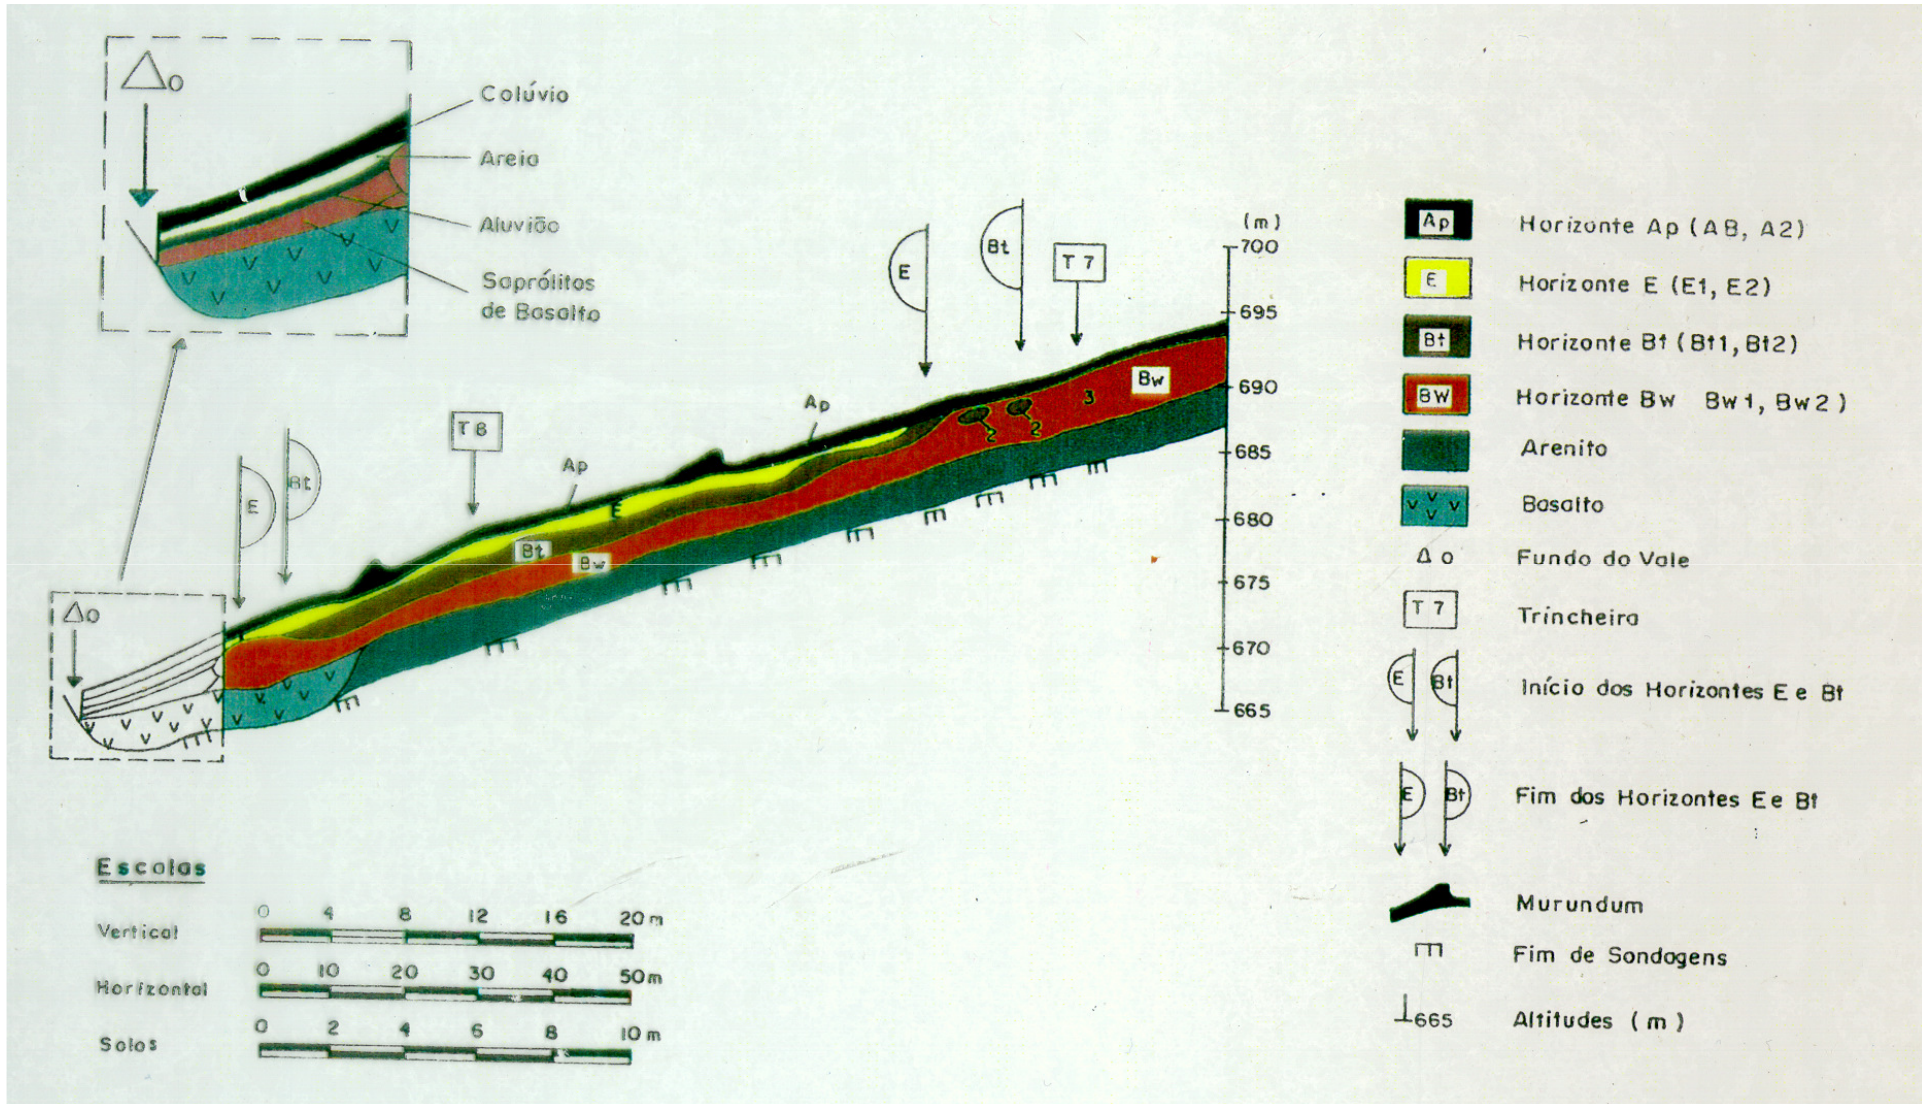 Δo
Colúvio
Areia
Aluvião
Saprólitos
de Basalto
E
Bt
T 7
(m)
700
695
690
685
680
675
670
665
Bw
3
2
2
Ap
Ap
T 8
E
Bt
E
Bt
Bw
Δo
Ap
Horizonte Ap (AB, A2)
E
Horizonte E (E1, E2)
Bt
Horizonte Bt (Bt1, Bt2)
BW
Horizonte Bw Bw1, Bw2)
Arenito
Basalto
Δ o
Fundo do Vale
T 7
Trincheira
E
Bt
Início dos Horizontes E e Bt
E
Bt
Fim dos Horizontes E e Bt
Murundum
Fim de Sondagens
665
Altitudes (m)
Escalas
Vertical
0 4 8 12 16 20 m
Horizontal
0 10 20 30 40 50 m
Solos
0 2 4 6 8 10 m